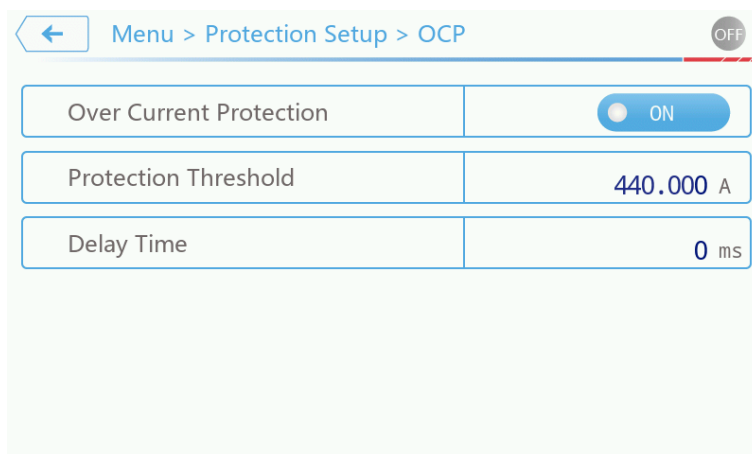 Menu > Protection Setup > OCP OFF
Over Current Protection ON
Protection Threshold 440.000 A
Delay Time 0 ms